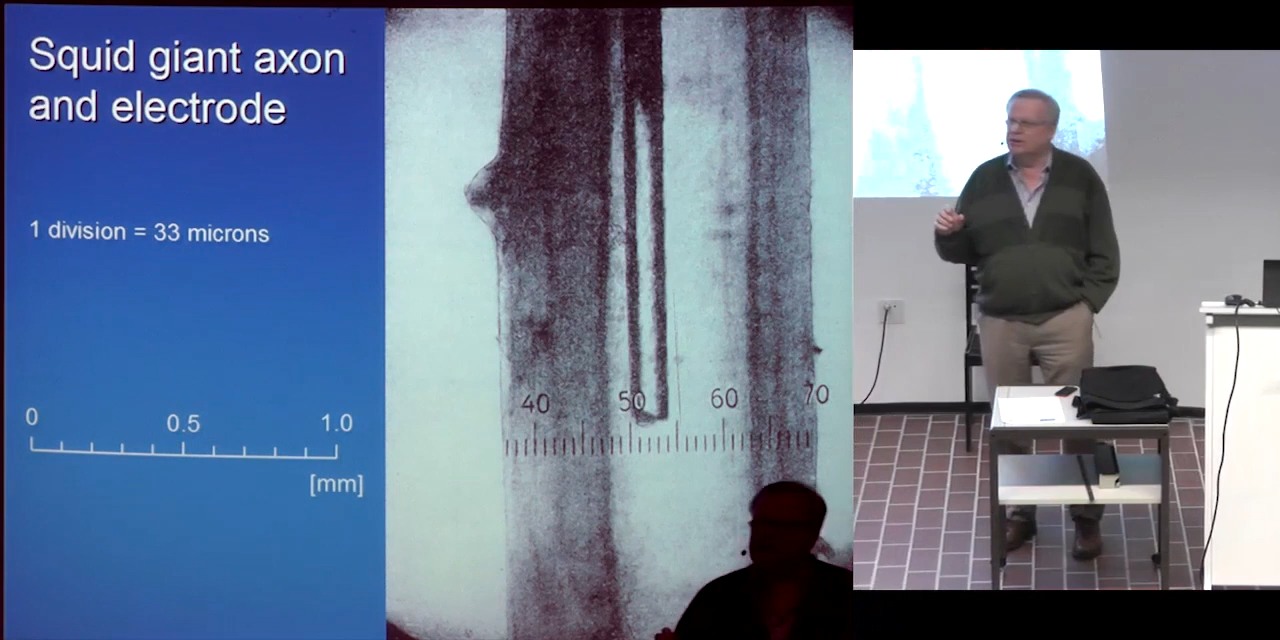 Squid giant axon
and electrode
1 division = 33 microns
0 0.5 1.0
[mm]
40 50 60 70